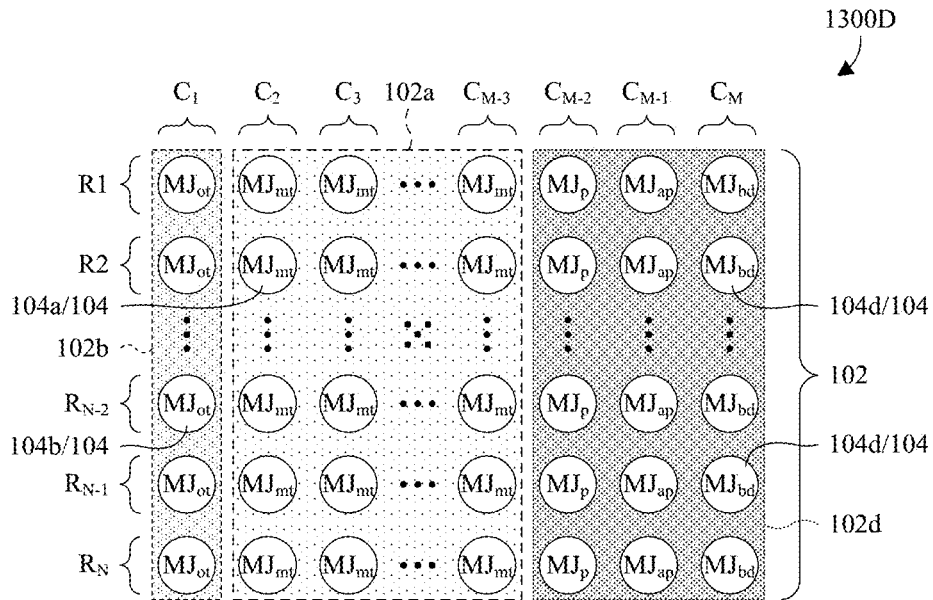 1300D
C1 C2 C3 102a CM-3 CM-2 CM-1 CM
R1 MJot MJmt MJmt MJmt MJp MJap MJbd
R2 MJot MJmt MJmt MJmt MJp MJap MJbd
104a/104 104d/104
102b
102
RN-2 MJot MJmt MJmt MJmt MJp MJap MJbd
104b/104 104d/104
RN-1 MJot MJmt MJmt MJmt MJp MJap MJbd
102d
RN MJot MJmt MJmt MJmt MJp MJap MJbd